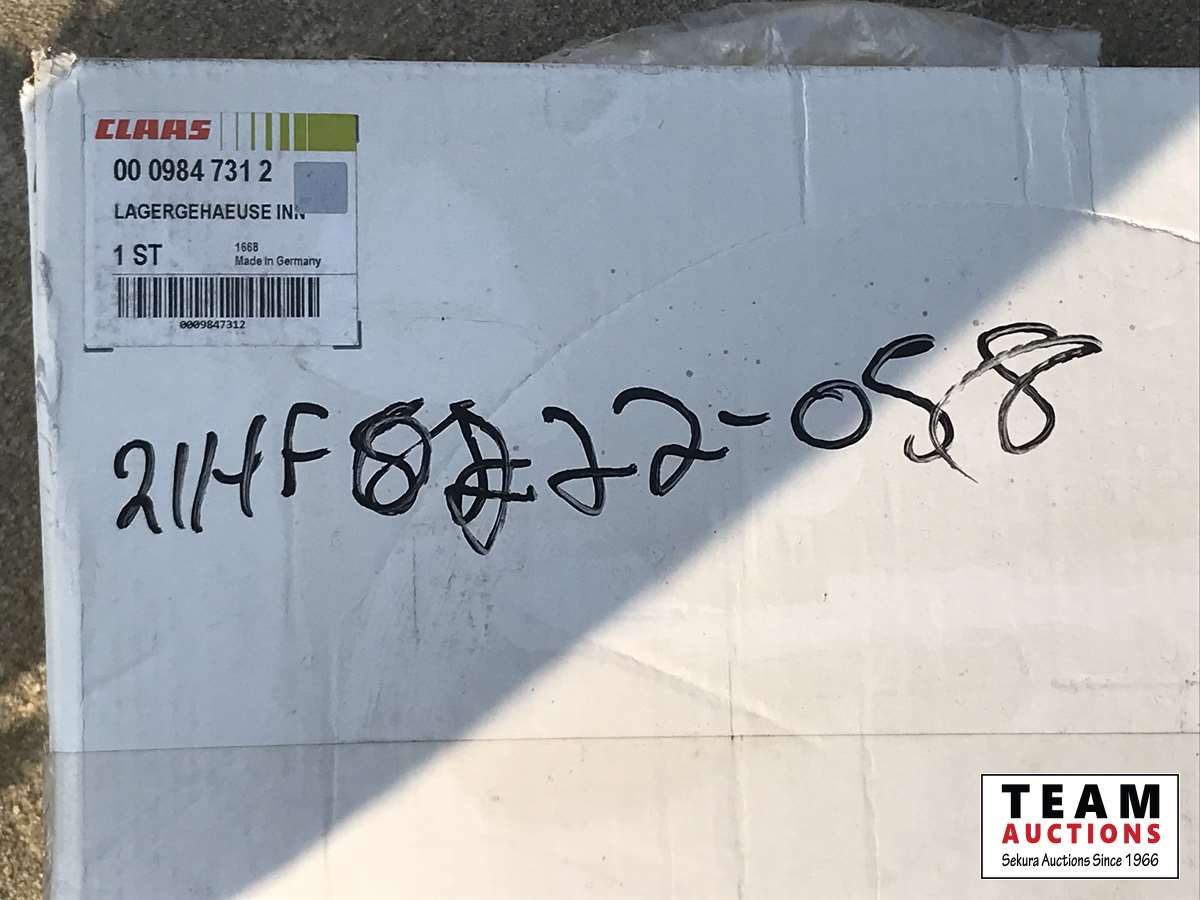 CLAAS
00 0984 731 2
LAGERGEHAEUSE INN
1 ST
1668
Made in Germany
0009847312
TEAM
AUCTIONS
Sekura Auctions Since 1966